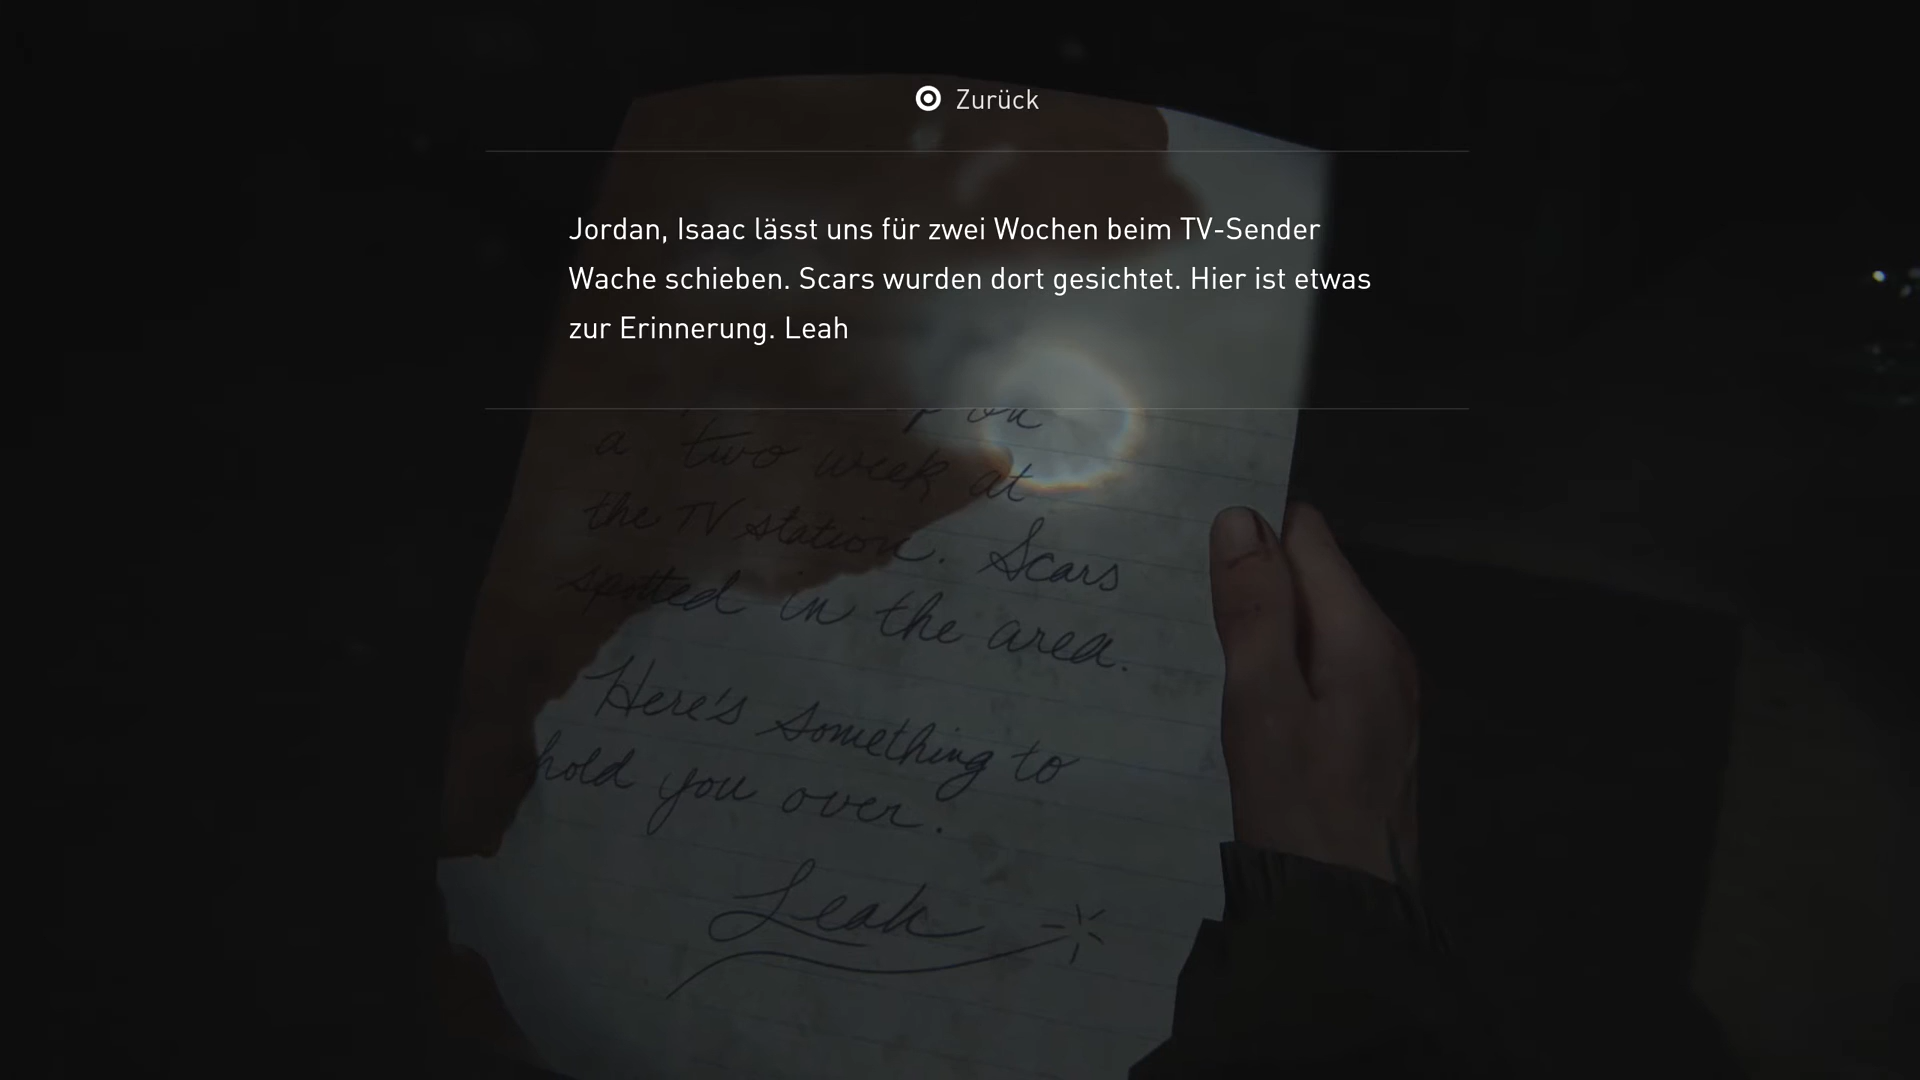 Zurück
Jordan, Isaac lässt uns für zwei Wochen beim TV-Sender
Wache schieben. Scars wurden dort gesichtet. Hier ist etwas
zur Erinnerung. Leah
on
a two week at
the TV station. Scars
spotted in the area.
Here's something to
hold you over.
Leah